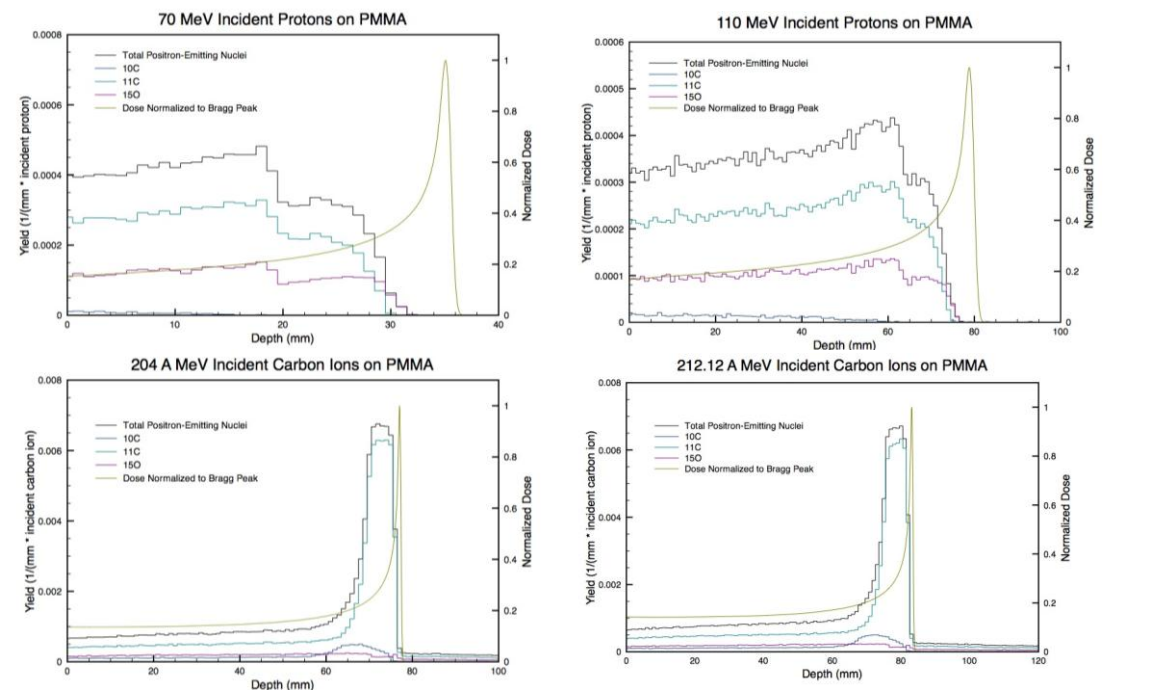 70 MeV Incident Protons on PMMA
0.0008
0.0006
0.0004
0.0002
0
Yield (1/(mm * incident proton)
Total Positron-Emitting Nuclei
10C
11C
15O
Dose Normalized to Bragg Peak
1
0.8
0.6
0.4
0.2
0
Normalized Dose
0 10 20 30 40
Depth (mm)
110 MeV Incident Protons on PMMA
0.0006
0.0005
0.0004
0.0003
0.0002
0.0001
0
Yield (1/(mm * incident proton)
Total Positron-Emitting Nuclei
10C
11C
15O
Dose Normalized to Bragg Peak
1
0.8
0.6
0.4
0.2
0
Normalized Dose
0 20 40 60 80 100
Depth (mm)
204 A MeV Incident Carbon Ions on PMMA
0.008
0.006
0.004
0.002
0
Yield (1/(mm * incident carbon ion)
Total Positron-Emitting Nuclei
10C
11C
15O
Dose Normalized to Bragg Peak
1
0.8
0.6
0.4
0.2
0
Normalized Dose
0 20 40 60 80 100
Depth (mm)
212.12 A MeV Incident Carbon Ions on PMMA
0.008
0.006
0.004
0.002
0
Yield (1/(mm * incident carbon ion)
Total Positron-Emitting Nuclei
10C
11C
15O
Dose Normalized to Bragg Peak
1
0.8
0.6
0.4
0.2
0
Normalized Dose
0 20 40 60 80 100 120
Depth (mm)